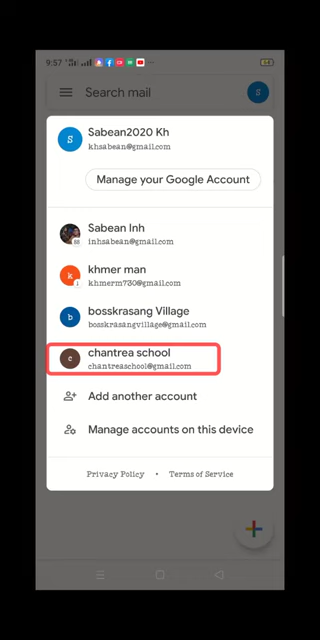 9:57
Search mail
S
S
Sabean2020 Kh
khsabean@gmail.com
Manage your Google Account
Sabean Inh
inhsabean@gmail.com
88
k
1
khmer man
khmerm730@gmail.com
b
bosskrasang Village
bosskrasangvillage@gmail.com
c
chantrea school
chantreaschool@gmail.com
Add another account
Manage accounts on this device
Privacy Policy • Terms of Service